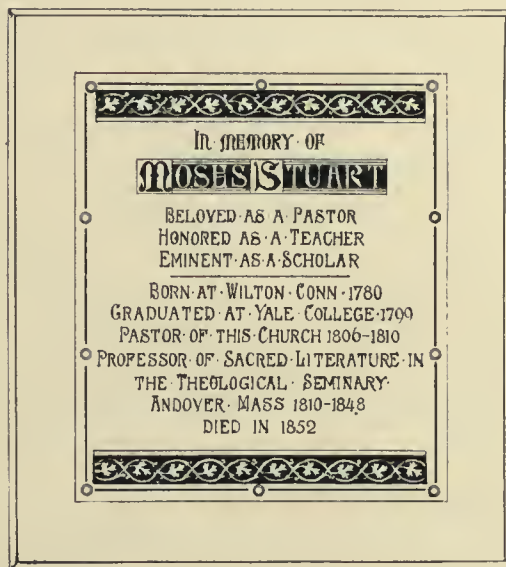 IN · MEMORY · OF
MOSES STUART
BELOVED · AS · A · PASTOR
HONORED · AS · A · TEACHER
EMINENT · AS · A · SCHOLAR
BORN · AT · WILTON · CONN · 1780
GRADUATED · AT · YALE · COLLEGE · 1799
PASTOR · OF · THIS · CHURCH 1806-1810
PROFESSOR · OF · SACRED · LITERATURE · IN
THE · THEOLOGICAL · SEMINARY ·
ANDOVER · MASS 1810-1848
DIED IN 1852